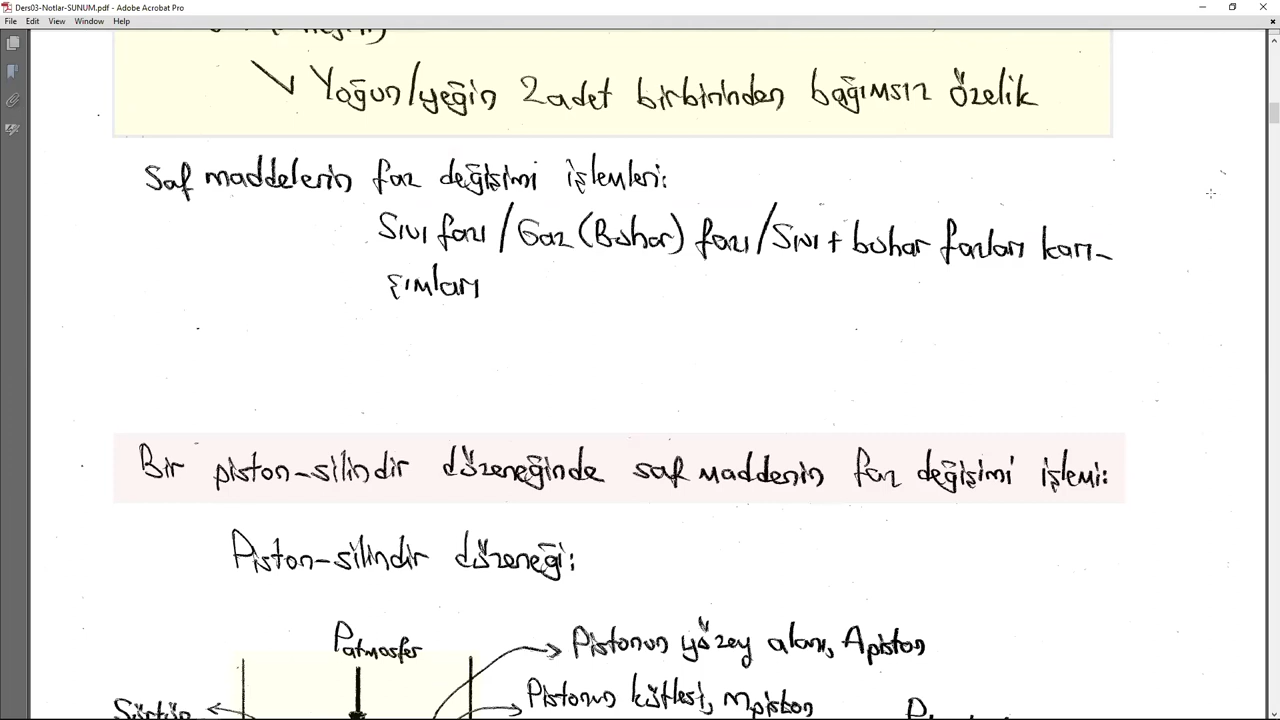 Ders03-Notlar-SUNUM.pdf - Adobe Acrobat Pro
File Edit View Window Help
Yoğun/yeğin 2 adet birbirinden bağımsız özelik
Saf maddelerin faz değişimi işlemleri:
Sıvı fazı / Gaz (Buhar) fazı / Sıvı + buhar fazları karı-
şımları
Bir piston-silindir düzeneğinde saf maddenin faz değişimi işlemi:
Piston-silindir düzeneği:
Patmosfer
Pistonun yüzey alanı, Apiston
Pistonun kütlesi, mpiston